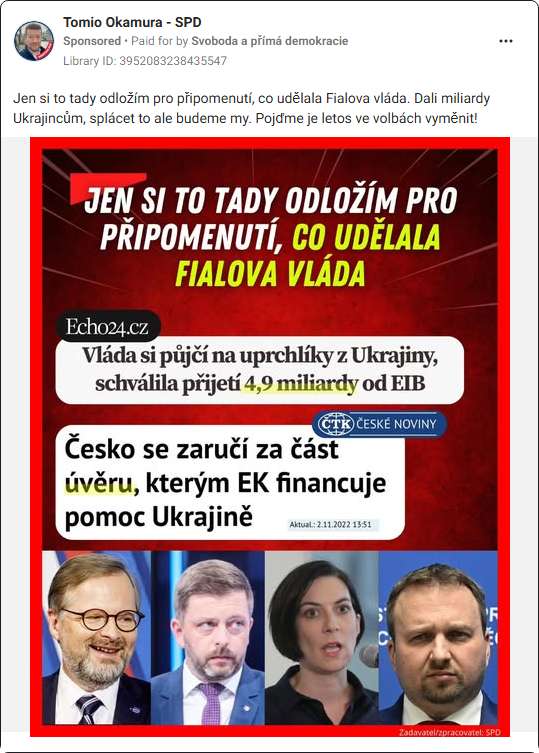 Tomio Okamura - SPD
Sponsored • Paid for by Svoboda a přímá demokracie
Library ID: 3952083238435547
Jen si to tady odložím pro připomenutí, co udělala Fialova vláda. Dali miliardy
Ukrajincům, splácet to ale budeme my. Pojďme je letos ve volbách vyměnit!
JEN SI TO TADY ODLOŽÍM PRO
PŘIPOMENUTÍ, CO UDĚLALA
FIALOVA VLÁDA
Echo24.cz
Vláda si půjčí na uprchlíky z Ukrajiny,
schválila přijetí 4,9 miliardy od EIB
ČTK ČESKÉ NOVINY
Česko se zaručí za část
úvěru, kterým EK financuje
pomoc Ukrajině
Aktual.: 2.11.2022 13:51
Zadavatel/zpracovatel: SPD